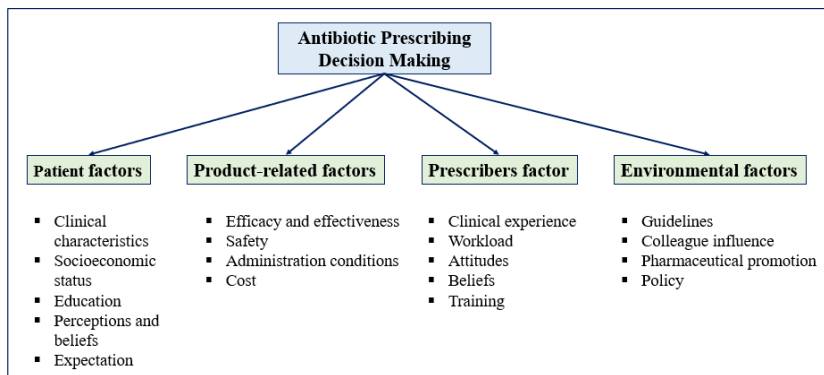 Antibiotic Prescribing
Decision Making
Patient factors
▪ Clinical
characteristics
▪ Socioeconomic
status
▪ Education
▪ Perceptions and
beliefs
▪ Expectation
Product-related factors
▪ Efficacy and effectiveness
▪ Safety
▪ Administration conditions
▪ Cost
Prescribers factor
▪ Clinical experience
▪ Workload
▪ Attitudes
▪ Beliefs
▪ Training
Environmental factors
▪ Guidelines
▪ Colleague influence
▪ Pharmaceutical promotion
▪ Policy